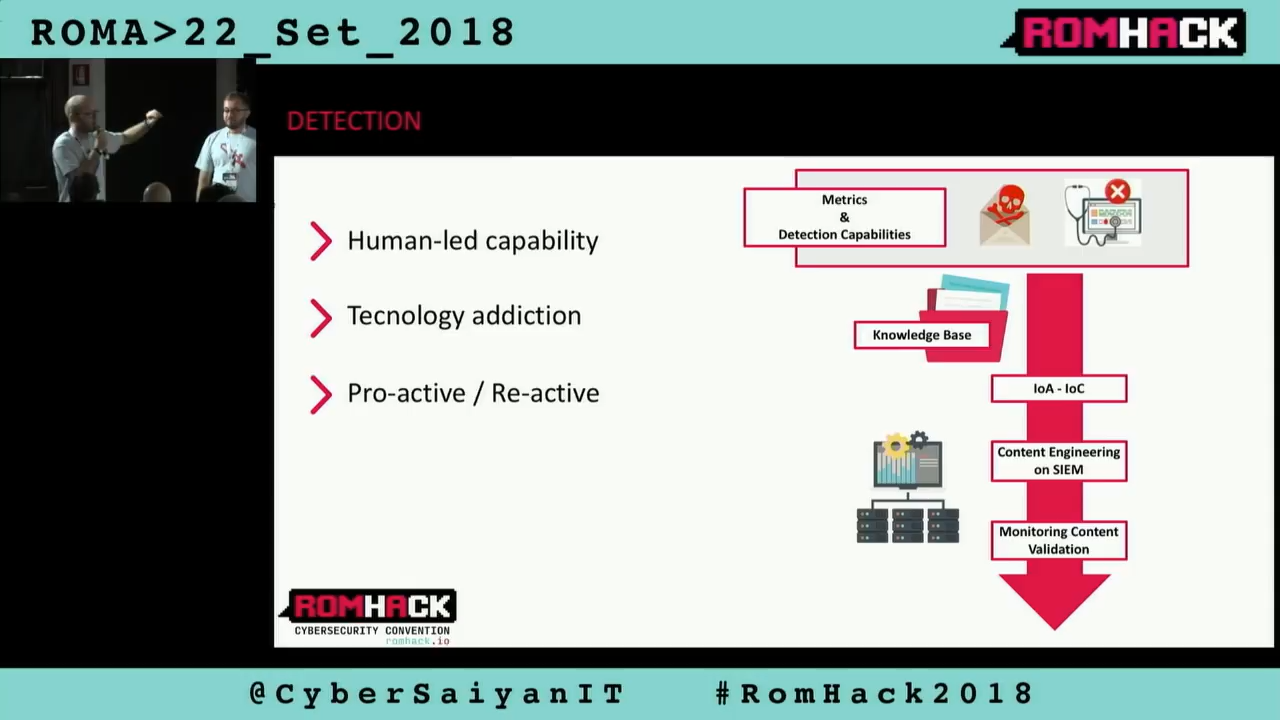 ROMA>22_Set_2018
ROMHACK
DETECTION
Human-led capability
Tecnology addiction
Pro-active / Re-active
Metrics
&
Detection Capabilities
Knowledge Base
IoA - IoC
Content Engineering
on SIEM
Monitoring Content
Validation
ROMHACK
CYBERSECURITY CONVENTION
romhack.io
@CyberSaiyanIT #RomHack2018